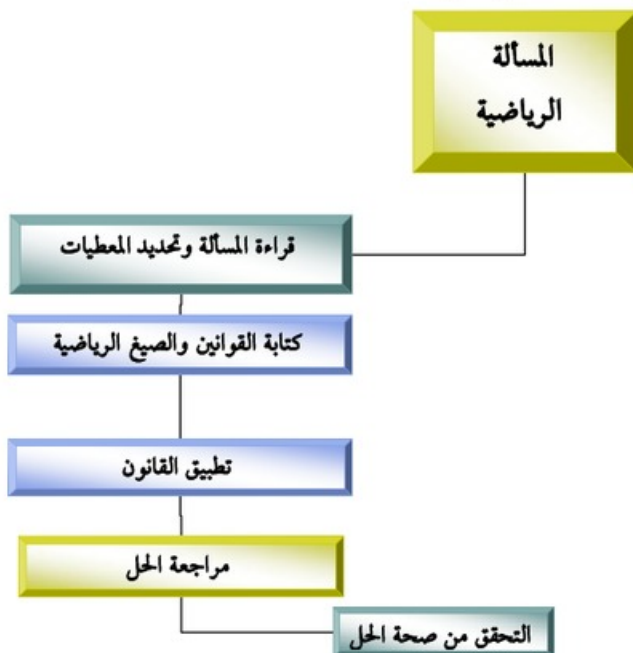 المسألة
الرياضية
قراءة المسألة وتحديد المعطيات
كتابة القوانين والصيغ الرياضية
تطبيق القانون
مراجعة الحل
التحقق من صحة الحل